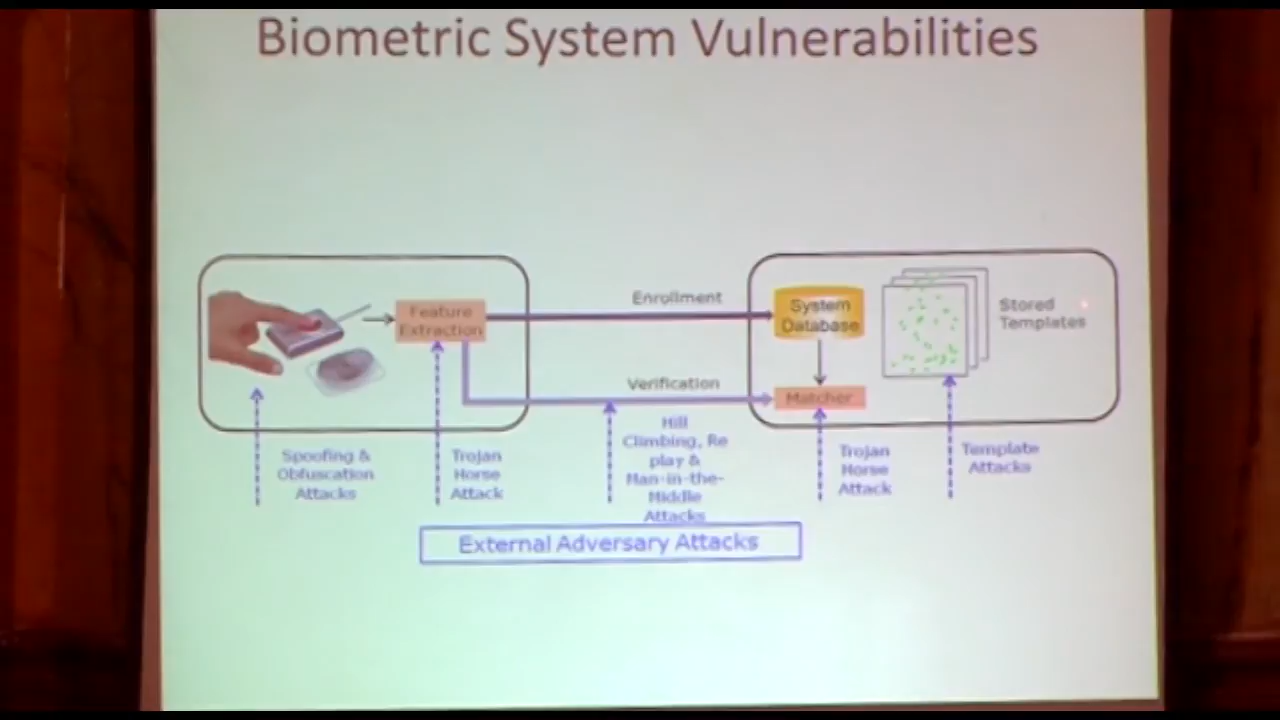 Biometric System Vulnerabilities
Enrollment
Feature
Extraction
System
Database
Stored
Templates
Verification
Matcher
Spoofing &
Obfuscation
Attacks
Trojan
Horse
Attack
Hill
Climbing, Re
play &
Man-in-the-
Middle
Attacks
Trojan
Horse
Attack
Template
Attacks
External Adversary Attacks